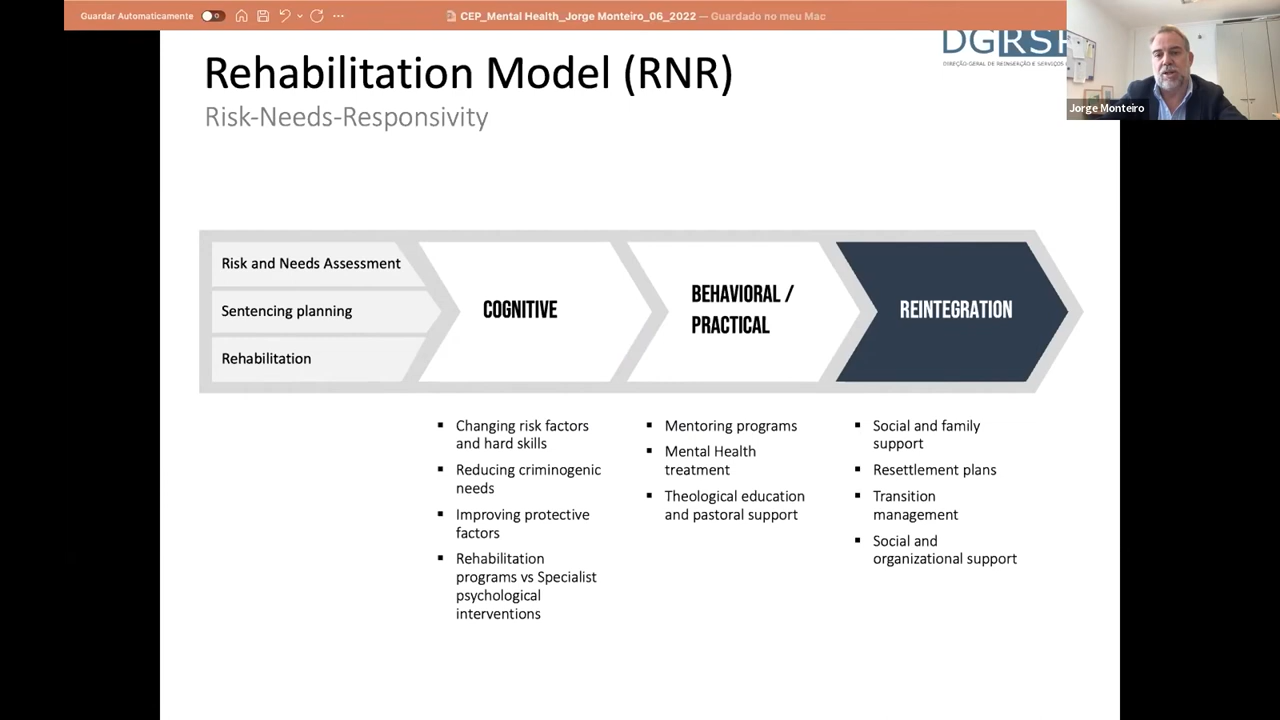 Guardar Automaticamente
CEP_Mental Health_Jorge Monteiro_06_2022 — Guardado no meu Mac
Rehabilitation Model (RNR)
Risk-Needs-Responsivity
DGRSP
DIREÇÃO-GERAL DE REINSERÇÃO E SERVIÇOS
Jorge Monteiro
Risk and Needs Assessment
Sentencing planning
Rehabilitation
COGNITIVE
BEHAVIORAL /
PRACTICAL
REINTEGRATION
▪ Changing risk factors
and hard skills
▪ Reducing criminogenic
needs
▪ Improving protective
factors
▪ Rehabilitation
programs vs Specialist
psychological
interventions
▪ Mentoring programs
▪ Mental Health
treatment
▪ Theological education
and pastoral support
▪ Social and family
support
▪ Resettlement plans
▪ Transition
management
▪ Social and
organizational support